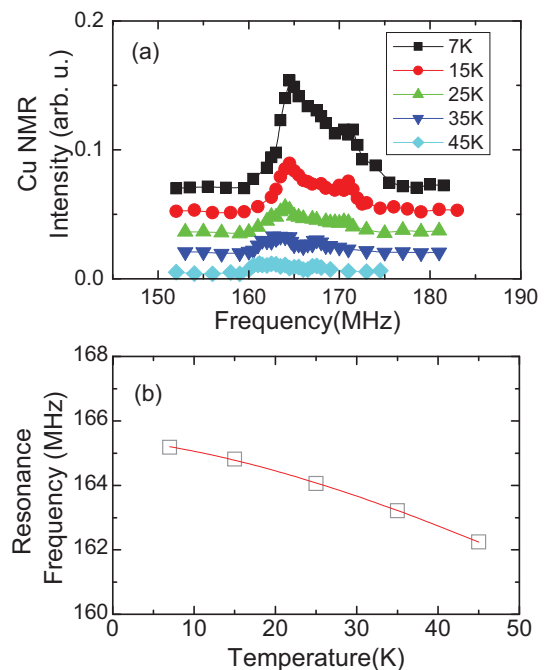 (a)
7K
15K
25K
35K
45K
Cu NMR
Intensity (arb. u.)
0.2
0.1
0.0
150 160 170 180 190
Frequency(MHz)
(b)
Resonance
Frequency (MHz)
168
166
164
162
160
0 10 20 30 40 50
Temperature(K)